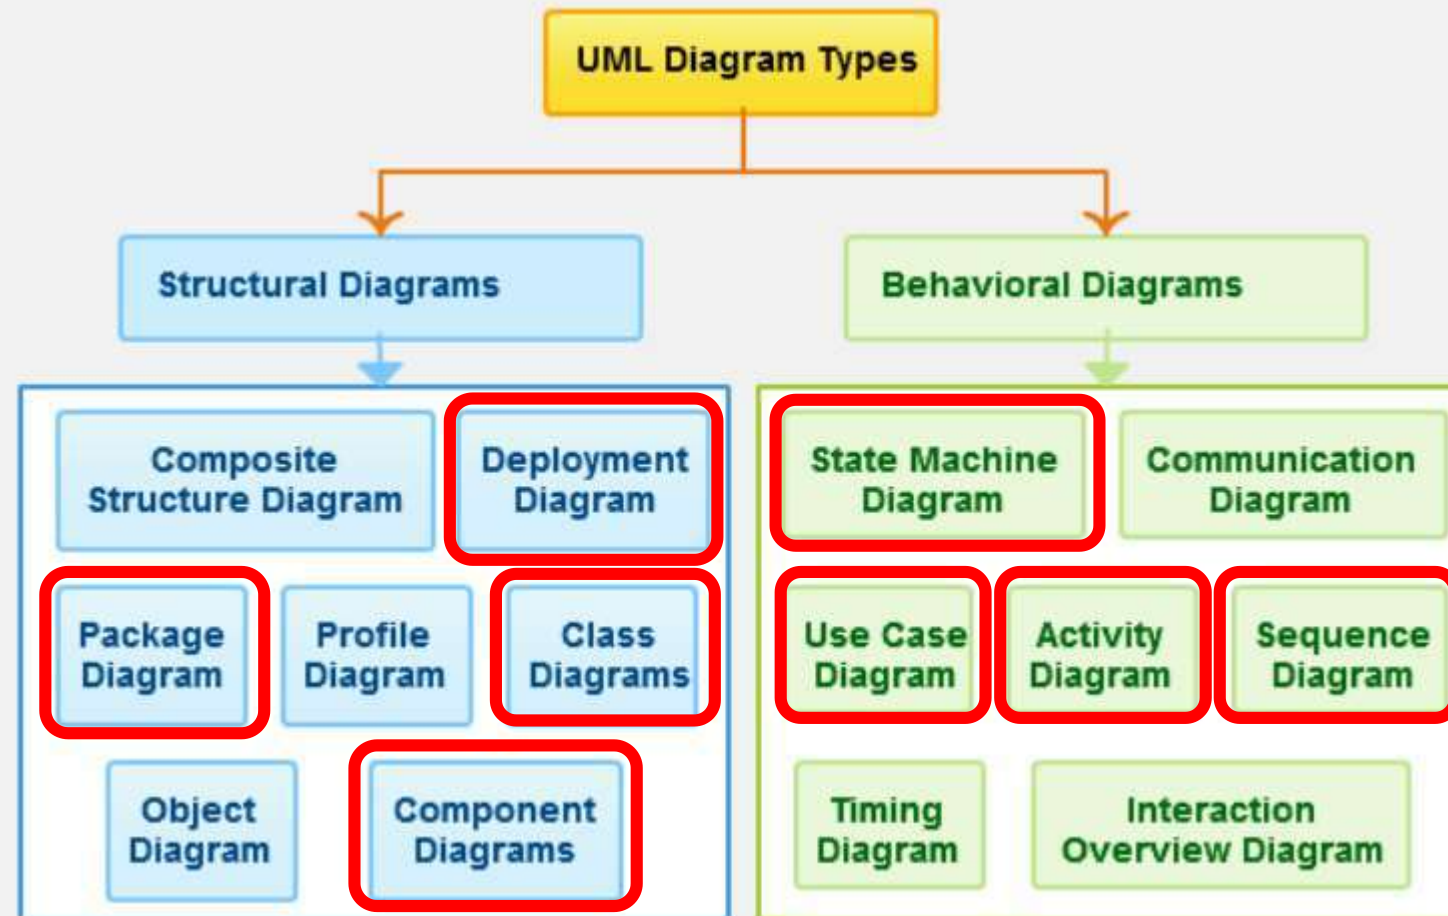 UML Diagram Types
Structural Diagrams
Behavioral Diagrams
Composite
Structure Diagram
Deployment
Diagram
State Machine
Diagram
Communication
Diagram
Package
Diagram
Profile
Diagram
Class
Diagrams
Use Case
Diagram
Activity
Diagram
Sequence
Diagram
Object
Diagram
Component
Diagrams
Timing
Diagram
Interaction
Overview Diagram